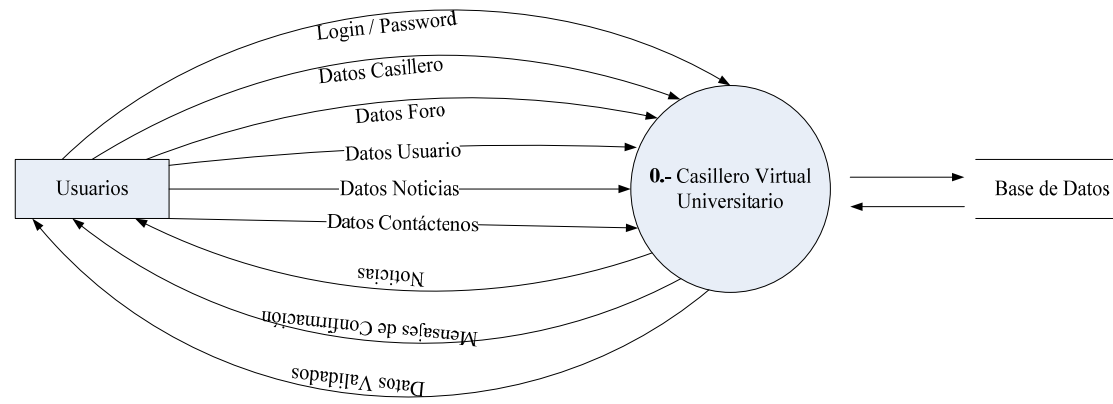 Login / Password
Datos Casillero
Datos Foro
Datos Usuario
Datos Noticias
Datos Contáctenos
Usuarios
0.- Casillero Virtual
Universitario
Base de Datos
Noticias
Mensajes de Confirmación
Datos Validados